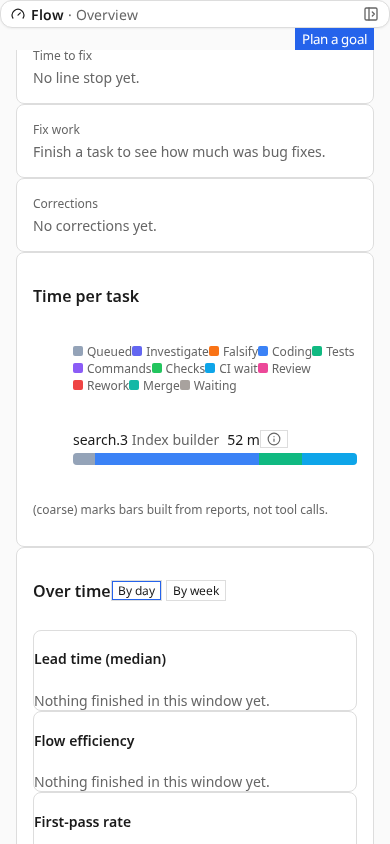 Flow · Overview
Plan a goal
Time to fix
No line stop yet.
Fix work
Finish a task to see how much was bug fixes.
Corrections
No corrections yet.
Time per task
Queued Investigate Falsify Coding Tests
Commands Checks CI wait Review
Rework Merge Waiting
search.3 Index builder 52 m
(coarse) marks bars built from reports, not tool calls.
Over time By day By week
Lead time (median)
Nothing finished in this window yet.
Flow efficiency
Nothing finished in this window yet.
First-pass rate